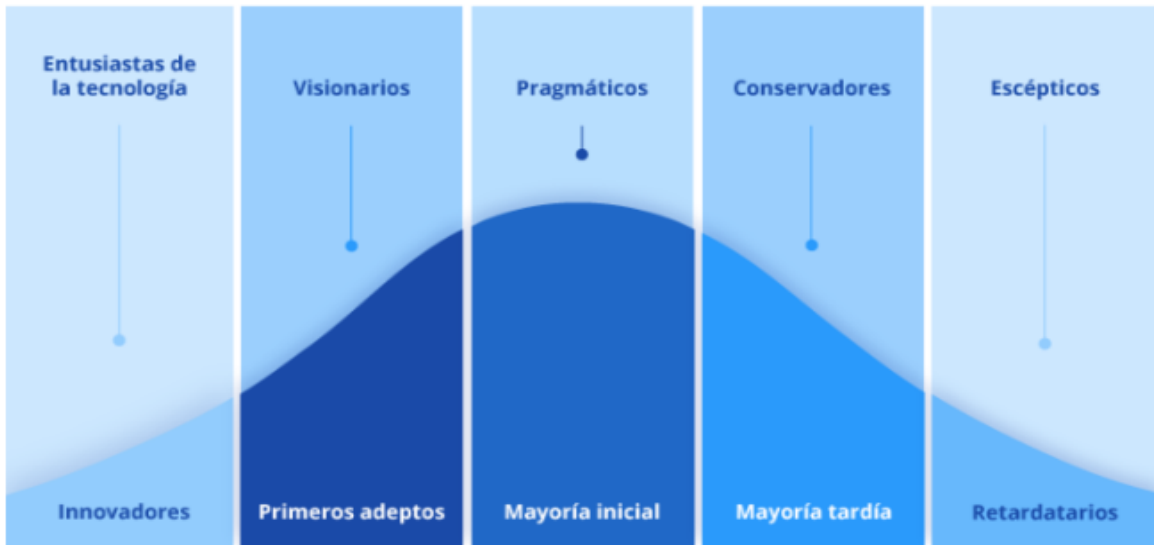 Entusiastas de
la tecnología
Visionarios
Pragmáticos
Conservadores
Escépticos
Innovadores
Primeros adeptos
Mayoría inicial
Mayoría tardía
Retardatarios